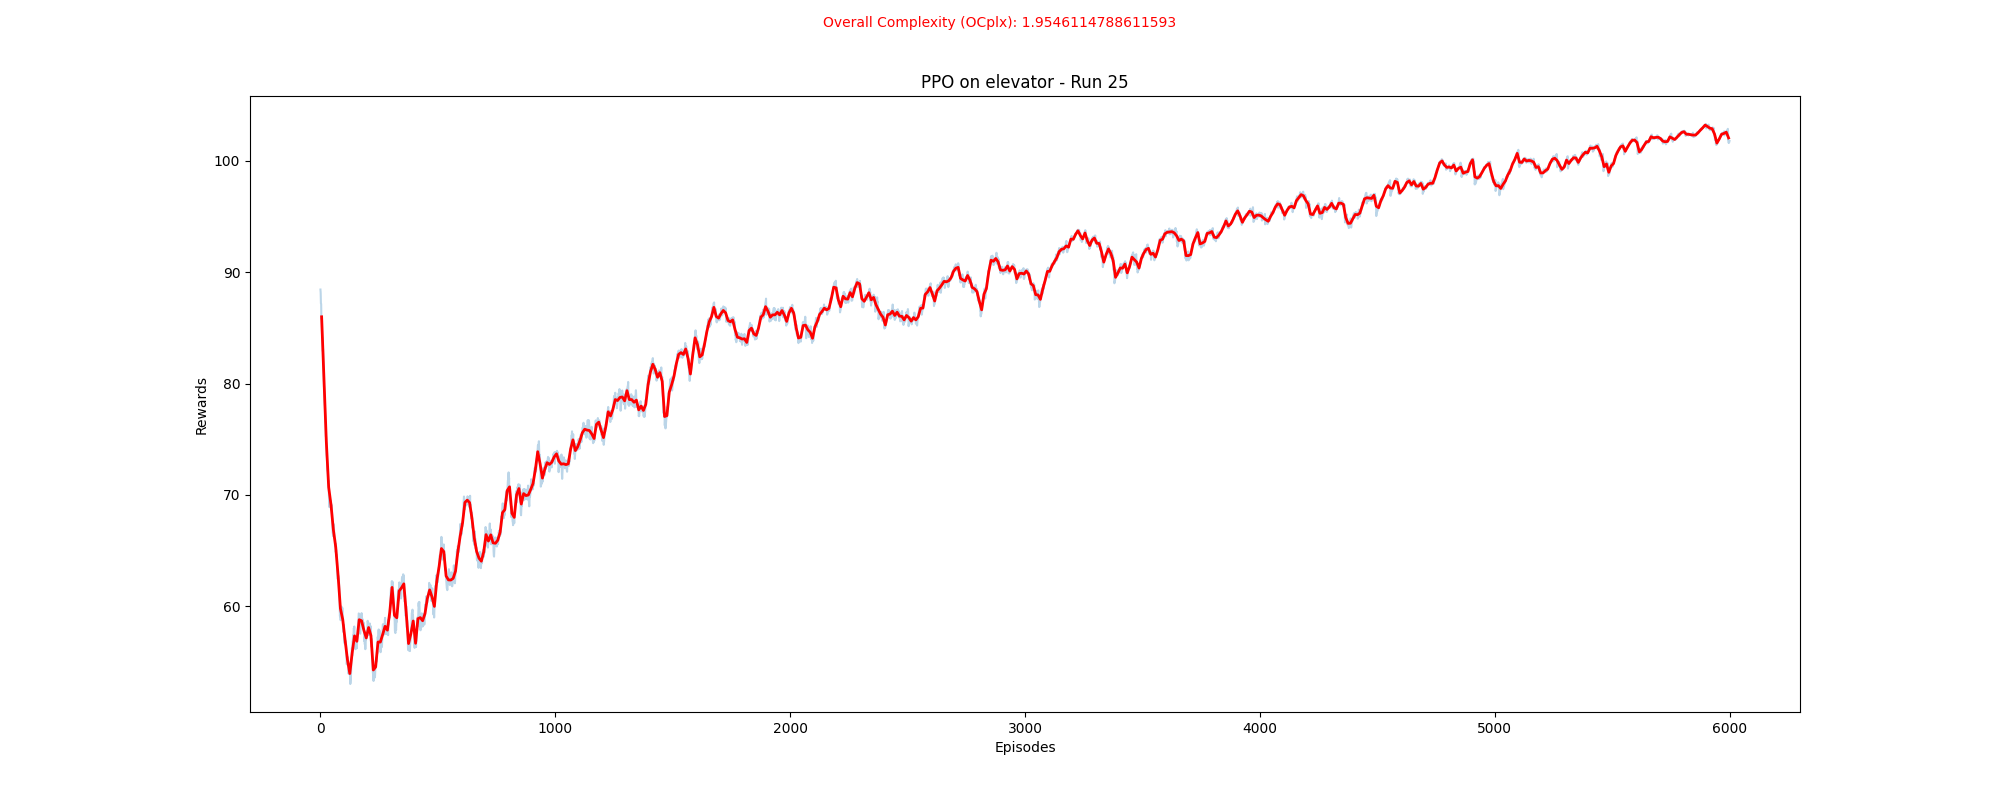 Overall Complexity (OCplx): 1.9546114788611593
PPO on elevator - Run 25
100
90
80
70
60
Rewards
0 1000 2000 3000 4000 5000 6000
Episodes